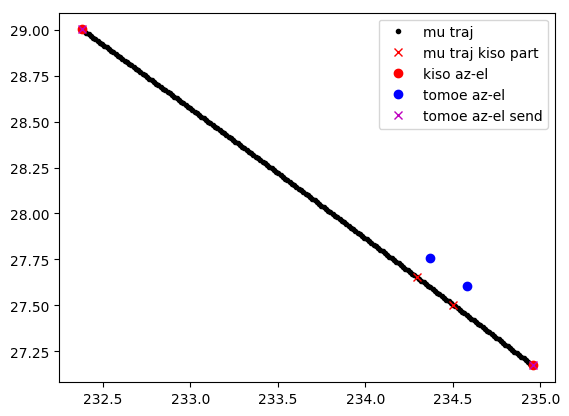 29.00
28.75
28.50
28.25
28.00
27.75
27.50
27.25
mu traj
mu traj kiso part
kiso az-el
tomoe az-el
tomoe az-el send
232.5 233.0 233.5 234.0 234.5 235.0